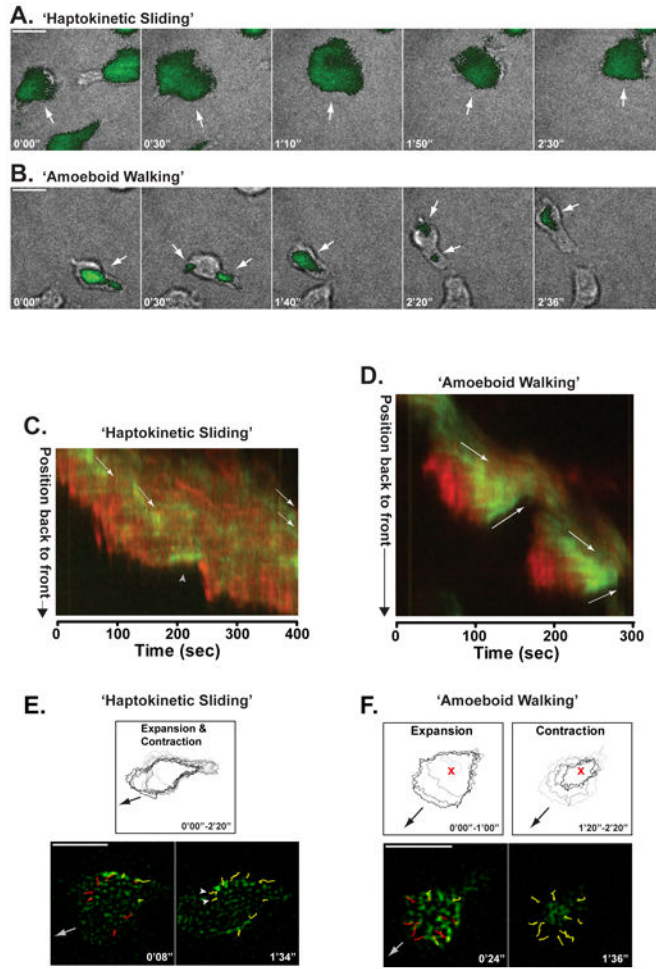 A. 'Haptokinetic Sliding'
0'00"
0'30"
1'10"
1'50"
2'30"
B. 'Amoeboid Walking'
0'00"
0'30"
1'40"
2'20"
2'36"
C.
'Haptokinetic Sliding'
Position back to front
0
100
200
300
400
Time (sec)
D.
'Amoeboid Walking'
Position back to front
0
100
200
300
Time (sec)
E.
'Haptokinetic Sliding'
Expansion &
Contraction
0'00"-2'20"
0'08"
1'34"
F.
'Amoeboid Walking'
Expansion
X
0'00"-1'00"
Contraction
X
1'20"-2'20"
0'24"
1'36"